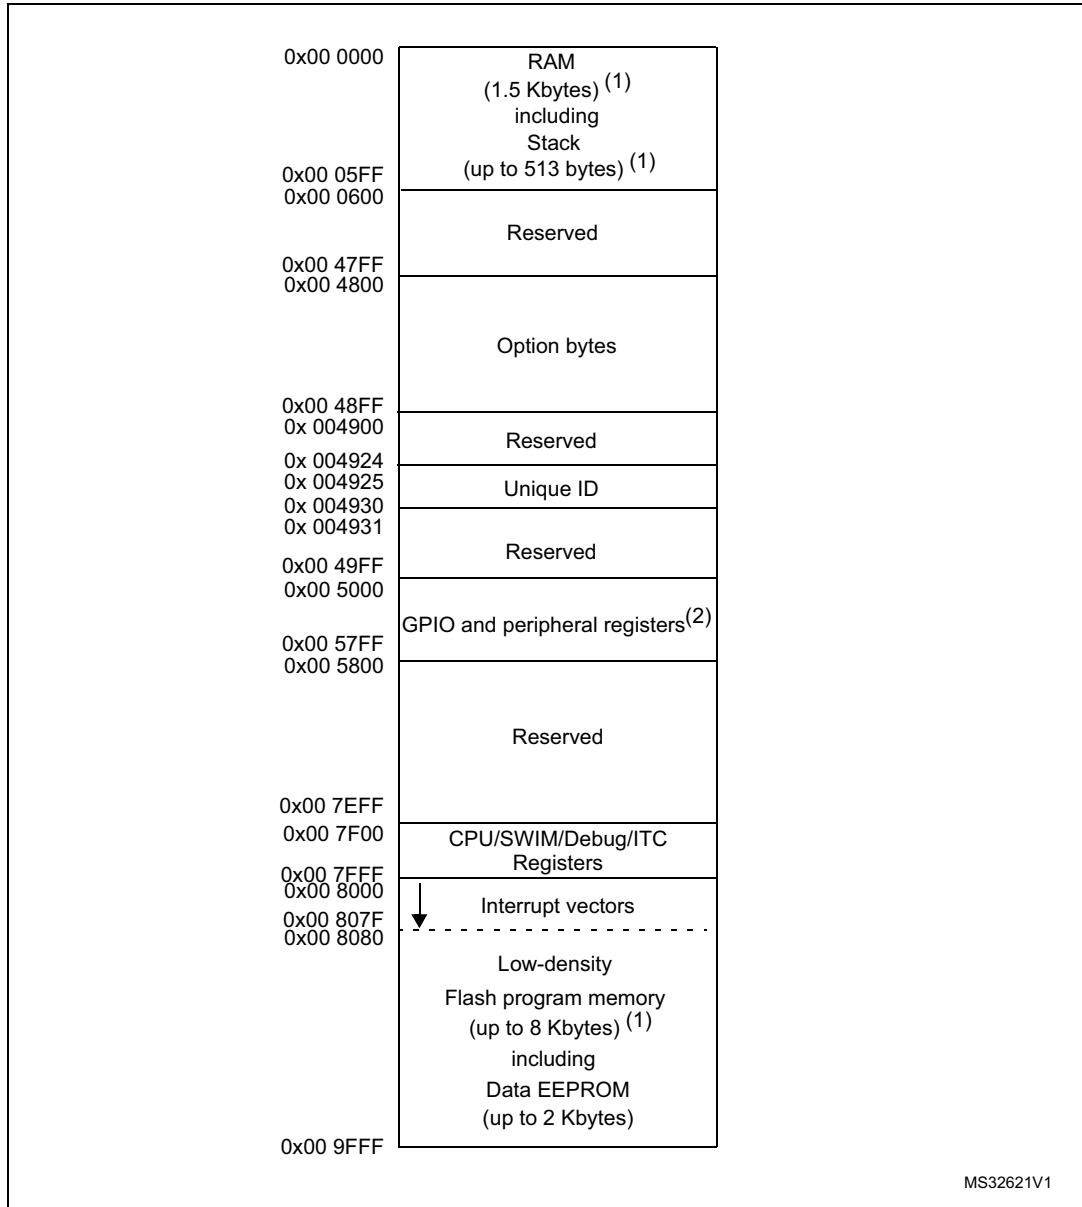 0x00 0000
RAM
(1.5 Kbytes) (1)
including
Stack
(up to 513 bytes) (1)
0x00 05FF
0x00 0600
Reserved
0x00 47FF
0x00 4800
Option bytes
0x00 48FF
0x 004900
Reserved
0x 004924
0x 004925
Unique ID
0x 004930
0x 004931
Reserved
0x00 49FF
0x00 5000
GPIO and peripheral registers(2)
0x00 57FF
0x00 5800
Reserved
0x00 7EFF
0x00 7F00
CPU/SWIM/Debug/ITC
Registers
0x00 7FFF
0x00 8000
Interrupt vectors
0x00 807F
0x00 8080
Low-density
Flash program memory
(up to 8 Kbytes) (1)
including
Data EEPROM
(up to 2 Kbytes)
0x00 9FFF
MS32621V1